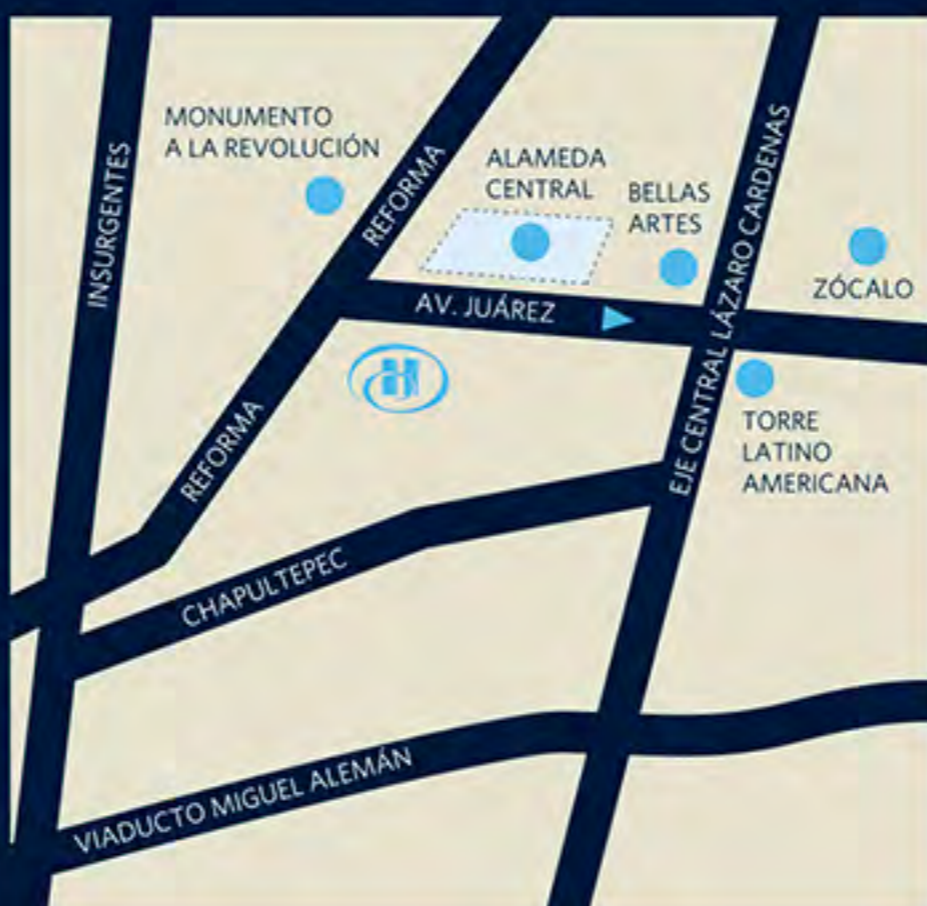 MONUMENTO
A LA REVOLUCIÓN
INSURGENTES
REFORMA
ALAMEDA
CENTRAL
BELLAS
ARTES
EJE CENTRAL LÁZARO CARDENAS
ZÓCALO
AV. JUÁREZ
REFORMA
TORRE
LATINO
AMERICANA
CHAPULTEPEC
VIADUCTO MIGUEL ALEMÁN